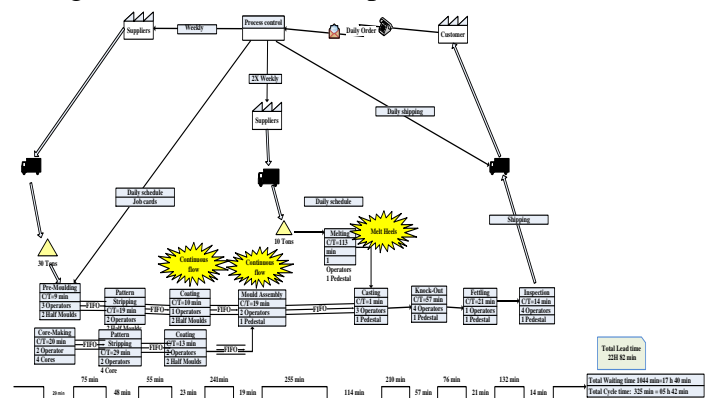 Suppliers
Weekly
Process control
Daily Order
Customer
2X Weekly
Suppliers
Daily shipping
Daily schedule
Job cards
Daily schedule
Shipping
30 Tons
10 Tons
Melting
C/T=113
min
1
Operators
1 Pedestal
Melt Heels
Continuous
flow
Continuous
flow
Pre-Moulding
C/T=9 min
3 Operators
2 Half Moulds
FIFO
Pattern
Stripping
C/T=19 min
2 Operators
2 Half Moulds
FIFO
Coating
C/T=10 min
1 Operators
2 Half Moulds
FIFO
Mould Assembly
C/T=19 min
2 Operators
1 Pedestal
FIFO
Casting
C/T=1 min
3 Operators
1 Pedestal
Knock-Out
C/T=57 min
4 Operators
1 Pedestal
Fettling
C/T=21 min
1 Operators
1 Pedestal
Inspection
C/T=14 min
4 Operators
1 Pedestal
Core-Making
C/T=20 min
2 Operator
4 Cores
FIFO
Pattern
Stripping
C/T=29 min
2 Operators
4 Core
FIFO
Coating
C/T=13 min
2 Operators
2 Half Moulds
FIFO
Total Lead time
22H 82 min
75 min
55 min
241min
255
210 min
76 min
132 min
20 min
48 min
23 min
19 min
114 min
57 min
21 min
14 min
Total Waiting time 1044 min=17 h 40 min
Total Cycle time: 325 min = 05 h 42 min